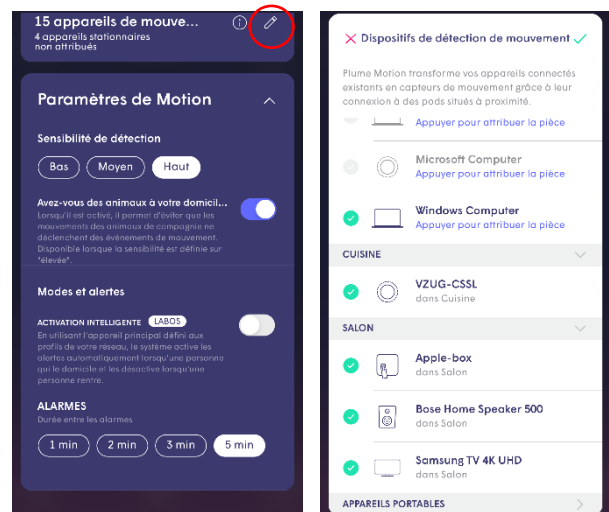 15 appareils de mouve...
4 appareils stationnaires
non attribués
Paramètres de Motion
Sensibilité de détection
Bas Moyen Haut
Avez-vous des animaux à votre domicil...
Lorsqu'il est activé, il permet d'éviter que les
mouvements des animaux de compagnie ne
déclenchent des événements de mouvement.
Disponible lorsque la sensibilité est définie sur
"élevée".
Modes et alertes
ACTIVATION INTELLIGENTE LABOS
En utilisant l'appareil principal défini aux
profils de votre réseau, le système active les
alertes automatiquement lorsqu'une personne
qui le domicile et les désactive lorsqu'une
personne rentre.
ALARMES
Durée entre les alarmes
1 min 2 min 3 min 5 min
Dispositifs de détection de mouvement
Plume Motion transforme vos appareils connectés
existants en capteurs de mouvement grâce à leur
connexion à des pods situés à proximité.
Appuyer pour attribuer la pièce
Microsoft Computer
Appuyer pour attribuer la pièce
Windows Computer
Appuyer pour attribuer la pièce
CUISINE
VZUG-CSSL
dans Cuisine
SALON
Apple-box
dans Salon
Bose Home Speaker 500
dans Salon
Samsung TV 4K UHD
dans Salon
APPAREILS PORTABLES